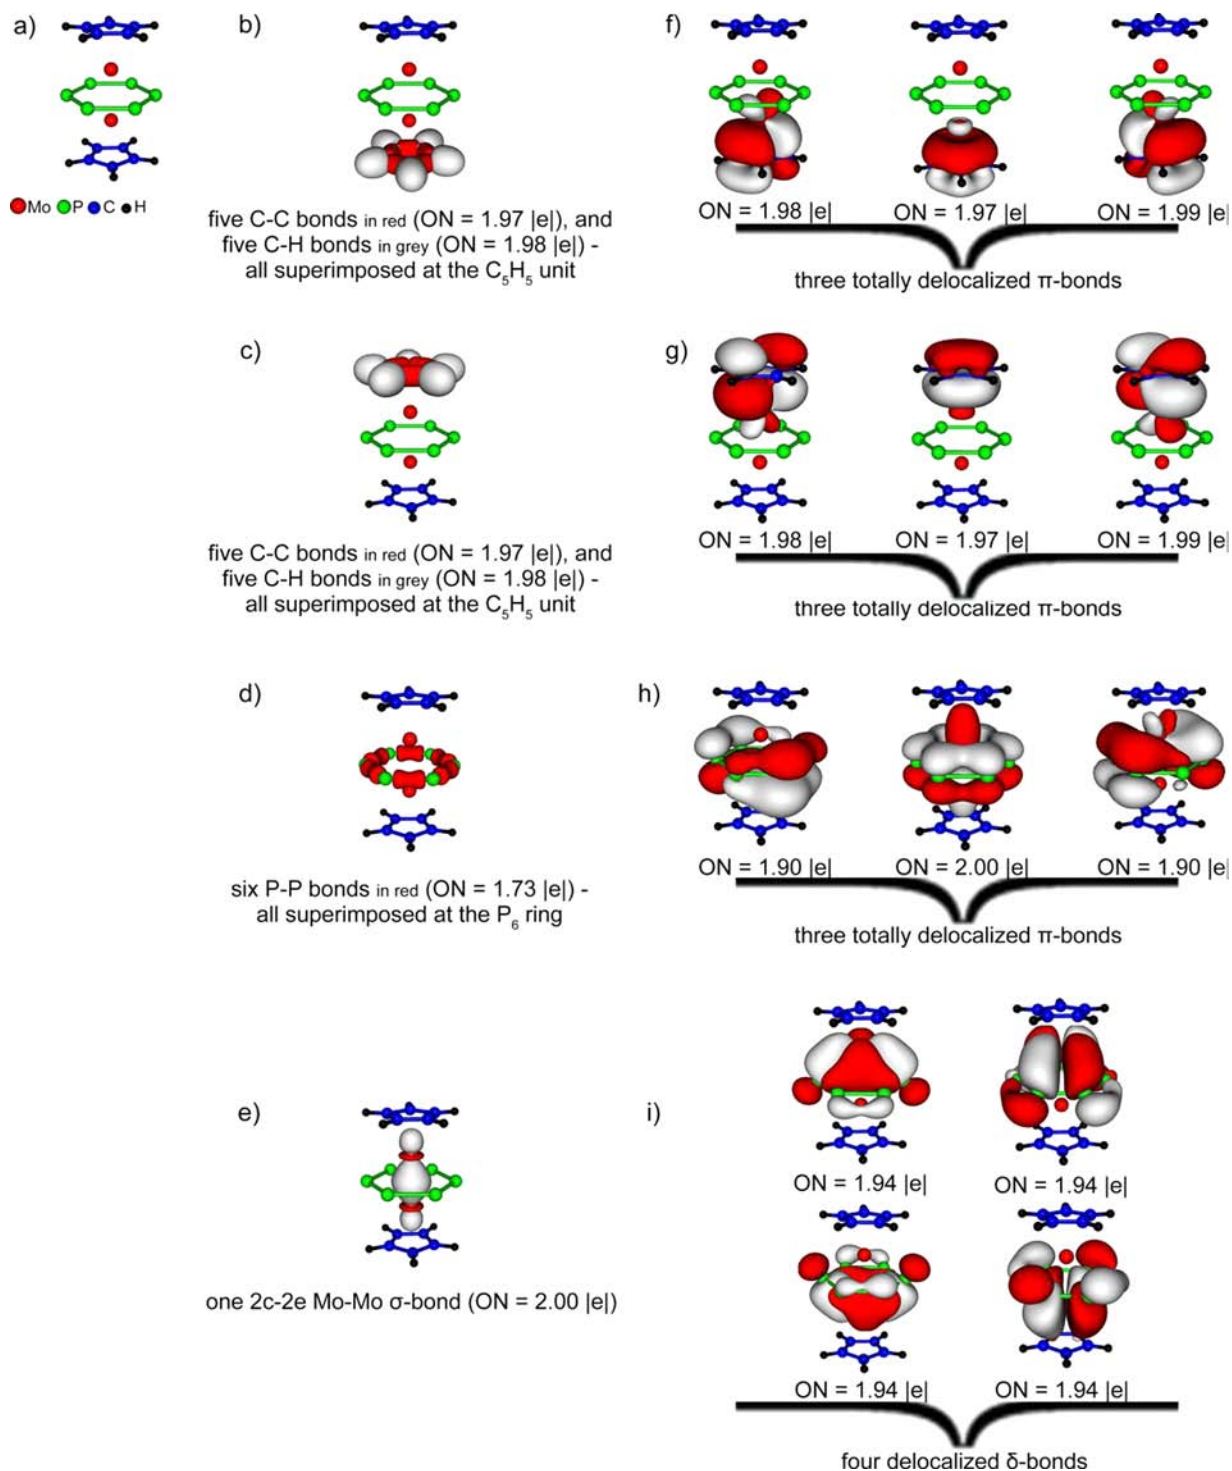 a)
b)
f)
Mo P C H
five C-C bonds in red (ON = 1.97 |e|), and
five C-H bonds in grey (ON = 1.98 |e|) -
all superimposed at the C₅H₅ unit
ON = 1.98 |e|
ON = 1.97 |e|
ON = 1.99 |e|
three totally delocalized π-bonds
c)
g)
five C-C bonds in red (ON = 1.97 |e|), and
five C-H bonds in grey (ON = 1.98 |e|) -
all superimposed at the C₅H₅ unit
ON = 1.98 |e|
ON = 1.97 |e|
ON = 1.99 |e|
three totally delocalized π-bonds
d)
h)
six P-P bonds in red (ON = 1.73 |e|) -
all superimposed at the P₆ ring
ON = 1.90 |e|
ON = 2.00 |e|
ON = 1.90 |e|
three totally delocalized π-bonds
e)
i)
one 2c-2e Mo-Mo σ-bond (ON = 2.00 |e|)
ON = 1.94 |e|
ON = 1.94 |e|
ON = 1.94 |e|
ON = 1.94 |e|
four delocalized δ-bonds